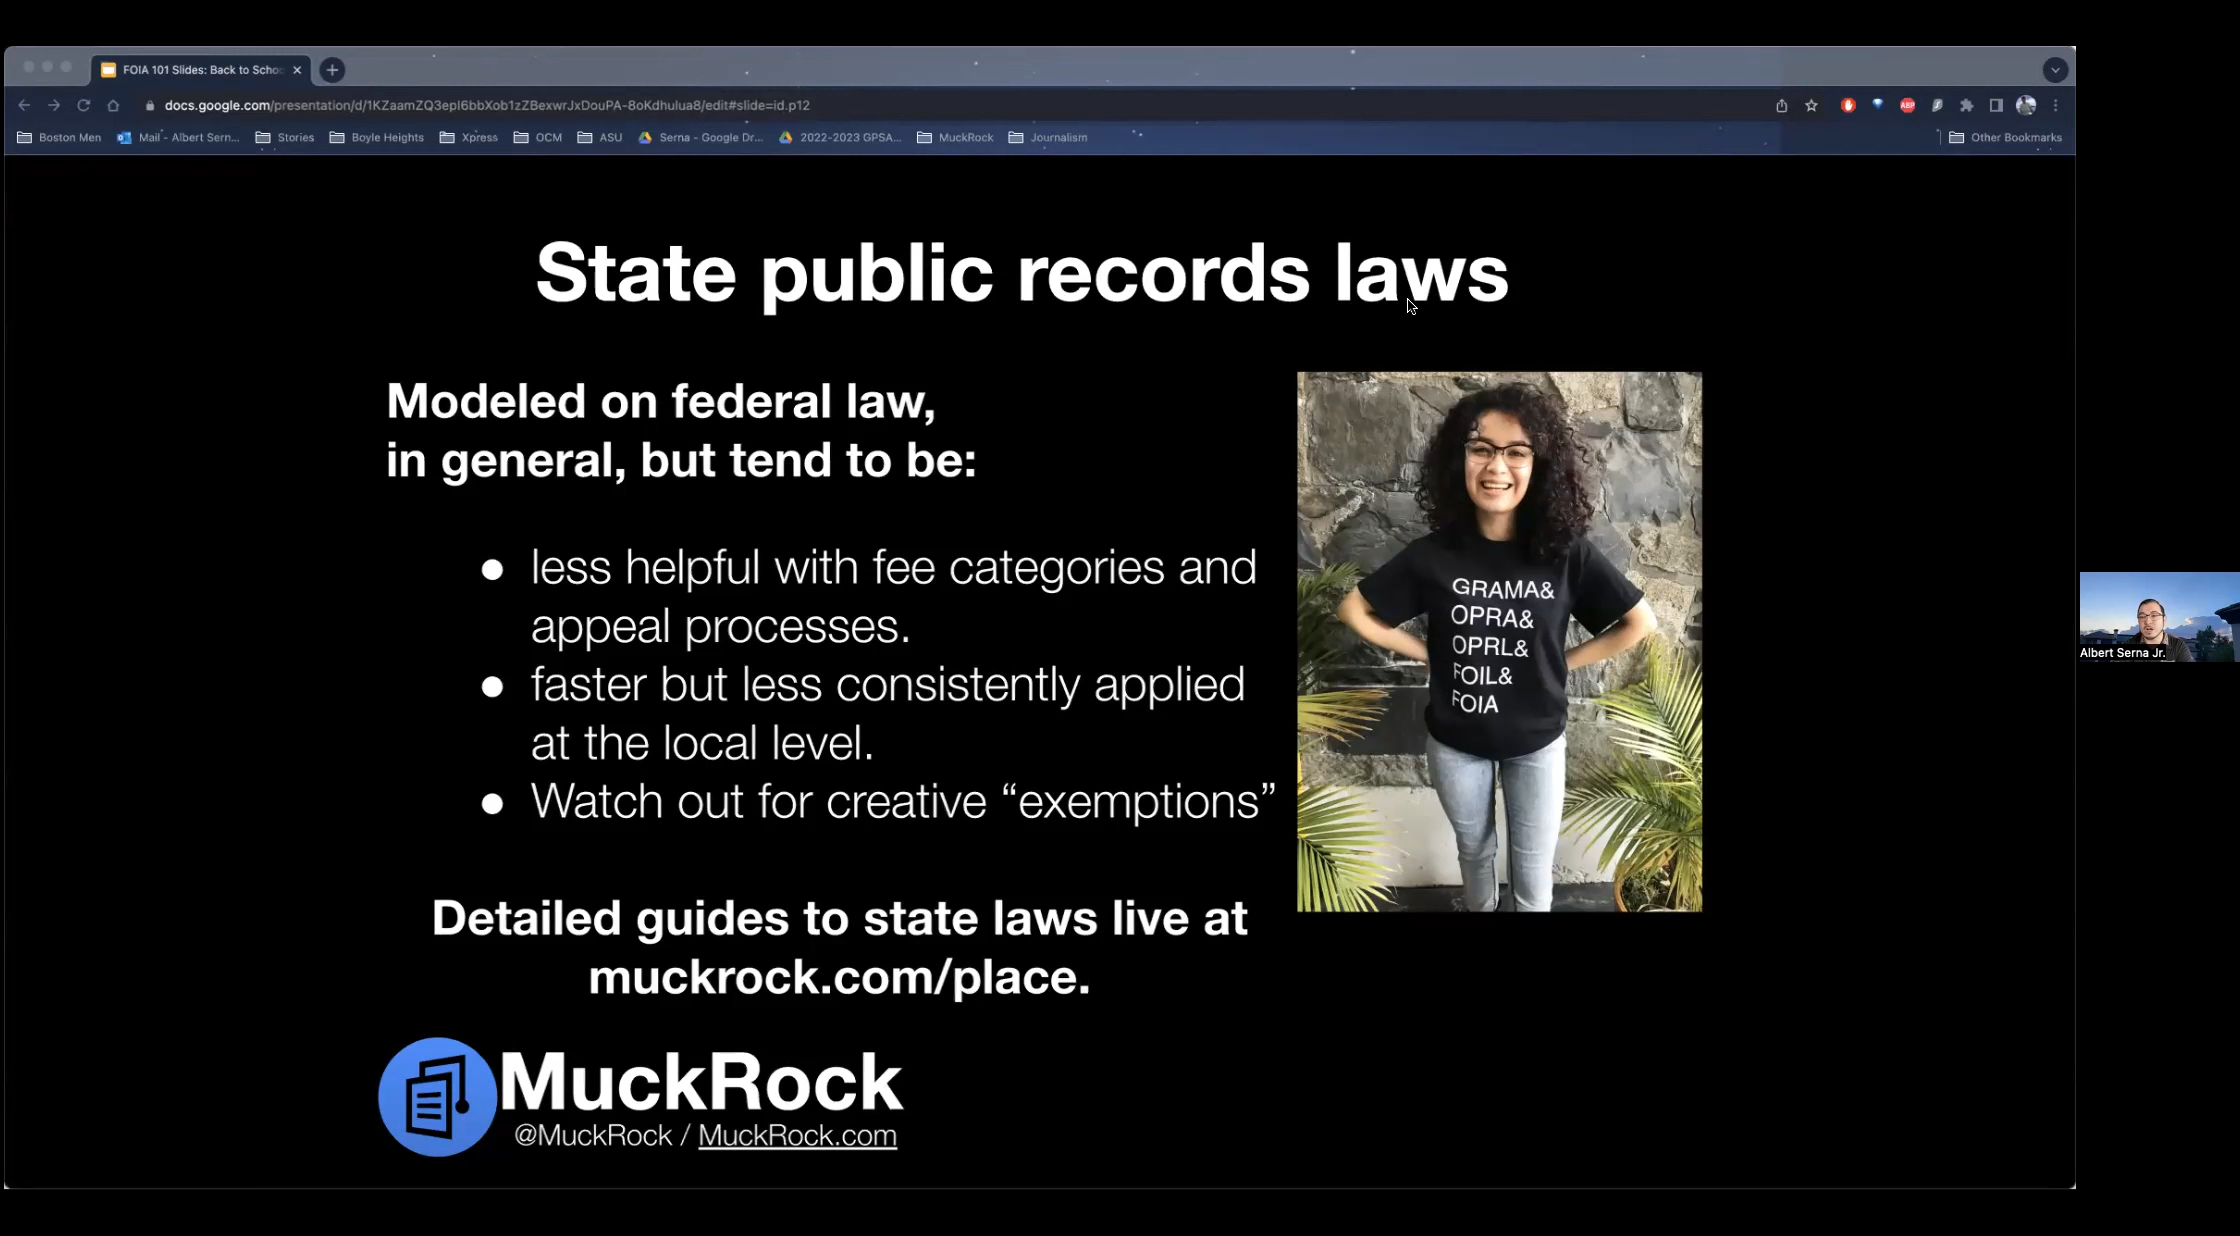 FOIA 101 Slides: Back to Schoo
docs.google.com/presentation/d/1KZaamZQ3epI6bbXob1zZBexwrJxDouPA-8oKdhulua8/edit#slide=id.p12
ABP
Boston Men Mail - Albert Sern... Stories Boyle Heights Xpress OCM ASU Serna - Google Dr... 2022-2023 GPSA... MuckRock Journalism Other Bookmarks
State public records laws
Modeled on federal law,
in general, but tend to be:
● less helpful with fee categories and
appeal processes.
● faster but less consistently applied
at the local level.
● Watch out for creative “exemptions”
GRAMA&
OPRA&
OPRL&
FOIL&
FOIA
Albert Serna Jr.
Detailed guides to state laws live at
muckrock.com/place.
MuckRock
@MuckRock / MuckRock.com